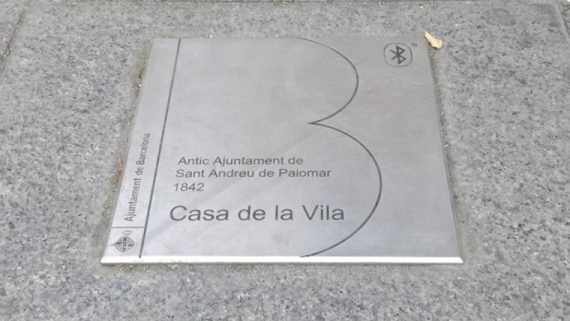 Ajuntament de Barcelona
Antic Ajuntament de
Sant Andreu de Palomar
1842
Casa de la Vila